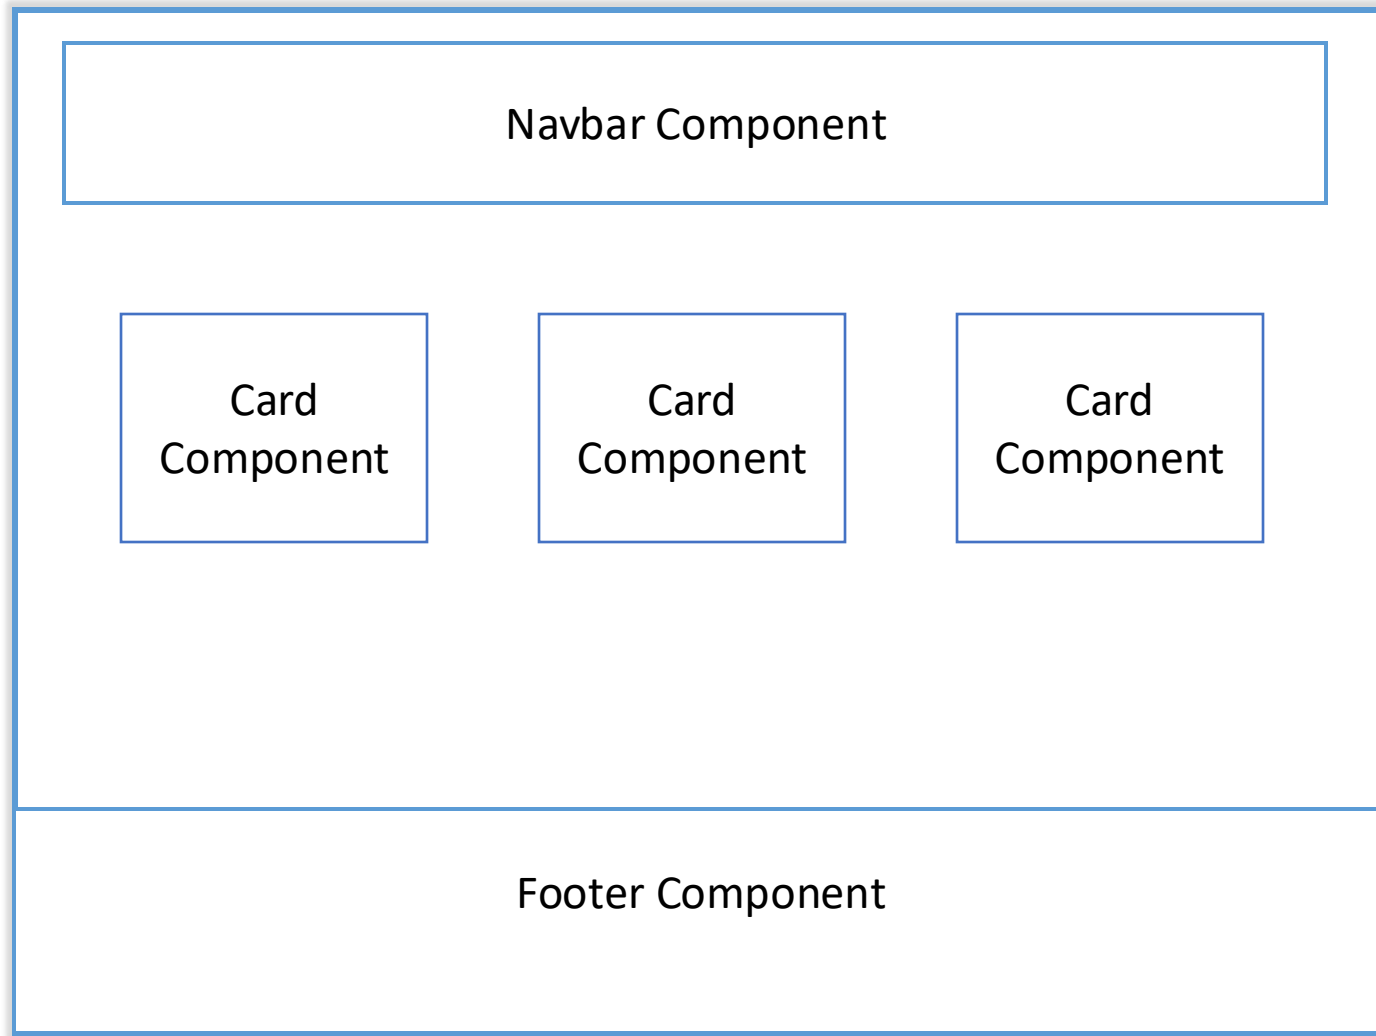 Navbar Component
Card
Component
Card
Component
Card
Component
Footer Component